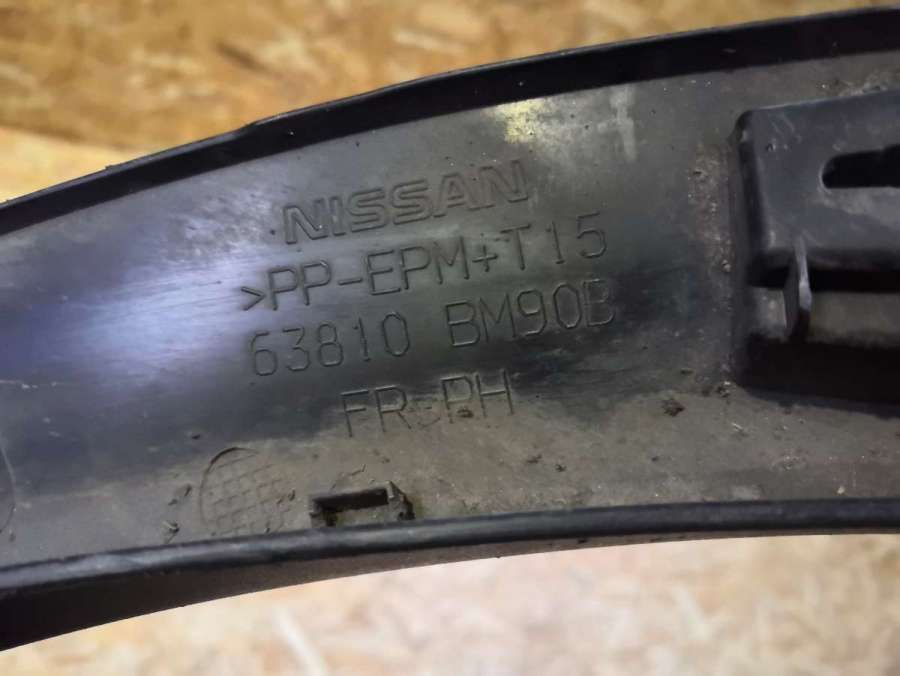 NISSAN
>PP-EPM+T15
63810 BM90B
FR-RH